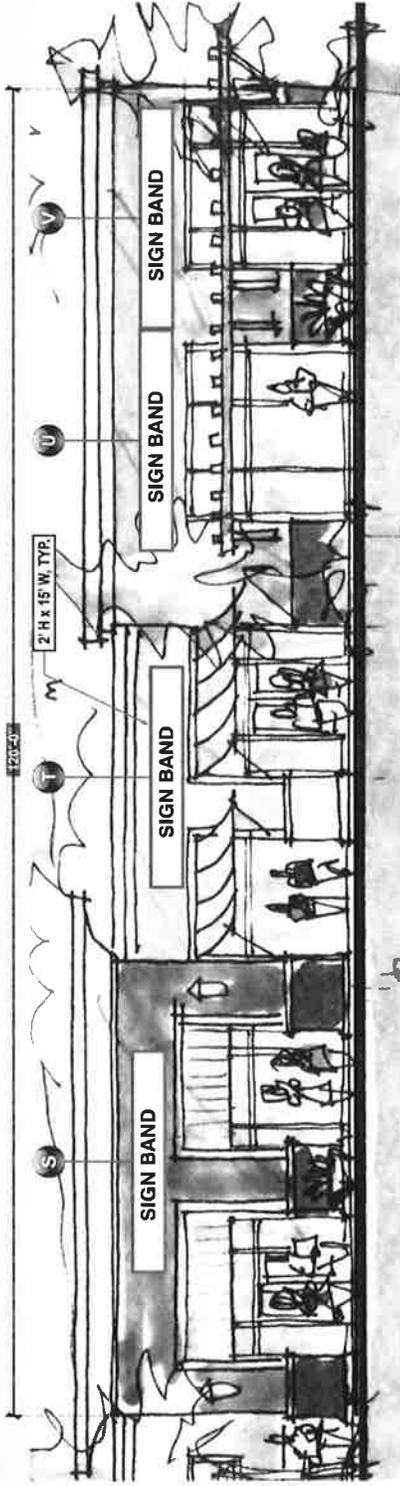 120'-0"
S
T
U
V
2' H x 15' W, TYP.
SIGN BAND
SIGN BAND
SIGN BAND
SIGN BAND